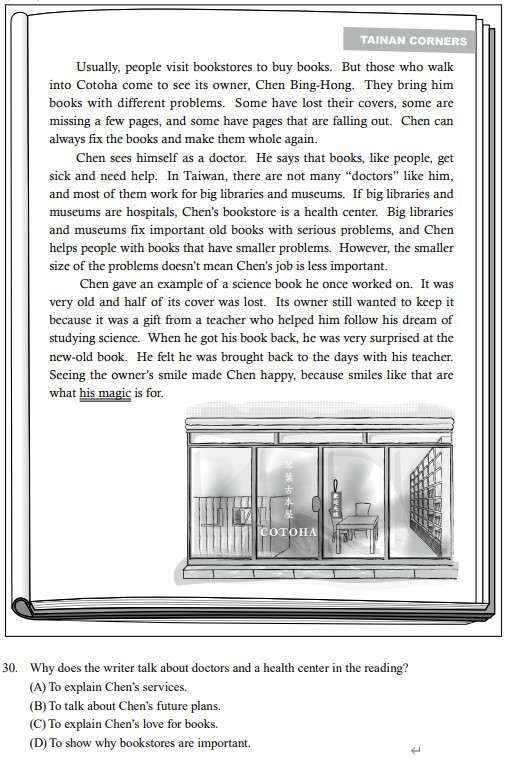 TAINAN CORNERS
Usually, people visit bookstores to buy books. But those who walk
into Cotoha come to see its owner, Chen Bing-Hong. They bring him
books with different problems. Some have lost their covers, some are
missing a few pages, and some have pages that are falling out. Chen can
always fix the books and make them whole again.
Chen sees himself as a doctor. He says that books, like people, get
sick and need help. In Taiwan, there are not many “doctors” like him,
and most of them work for big libraries and museums. If big libraries and
museums are hospitals, Chen’s bookstore is a health center. Big libraries
and museums fix important old books with serious problems, and Chen
helps people with books that have smaller problems. However, the smaller
size of the problems doesn’t mean Chen’s job is less important.
Chen gave an example of a science book he once worked on. It was
very old and half of its cover was lost. Its owner still wanted to keep it
because it was a gift from a teacher who helped him follow his dream of
studying science. When he got his book back, he was very surprised at the
new-old book. He felt he was brought back to the days with his teacher.
Seeing the owner’s smile made Chen happy, because smiles like that are
what his magic is for.
葉古本屋
COTOHA
30. Why does the writer talk about doctors and a health center in the reading?
(A) To explain Chen’s services.
(B) To talk about Chen’s future plans.
(C) To explain Chen’s love for books.
(D) To show why bookstores are important.